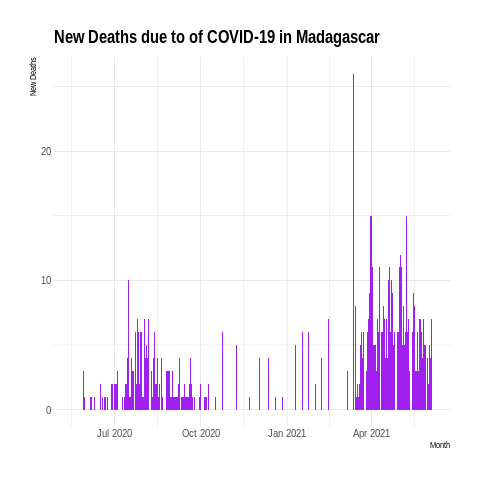 New Deaths due to of COVID-19 in Madagascar
New Deaths
20
10
0
Jul 2020 Oct 2020 Jan 2021 Apr 2021
Month